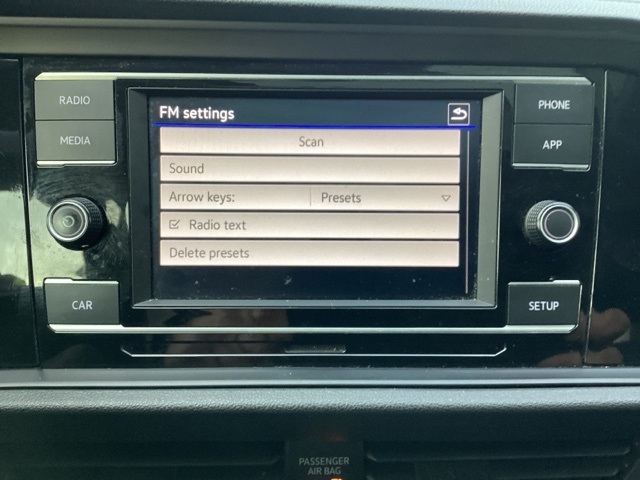 RADIO
MEDIA
CAR
FM settings
Scan
Sound
Arrow keys: Presets
Radio text
Delete presets
PHONE
APP
SETUP
PASSENGER
AIR BAG